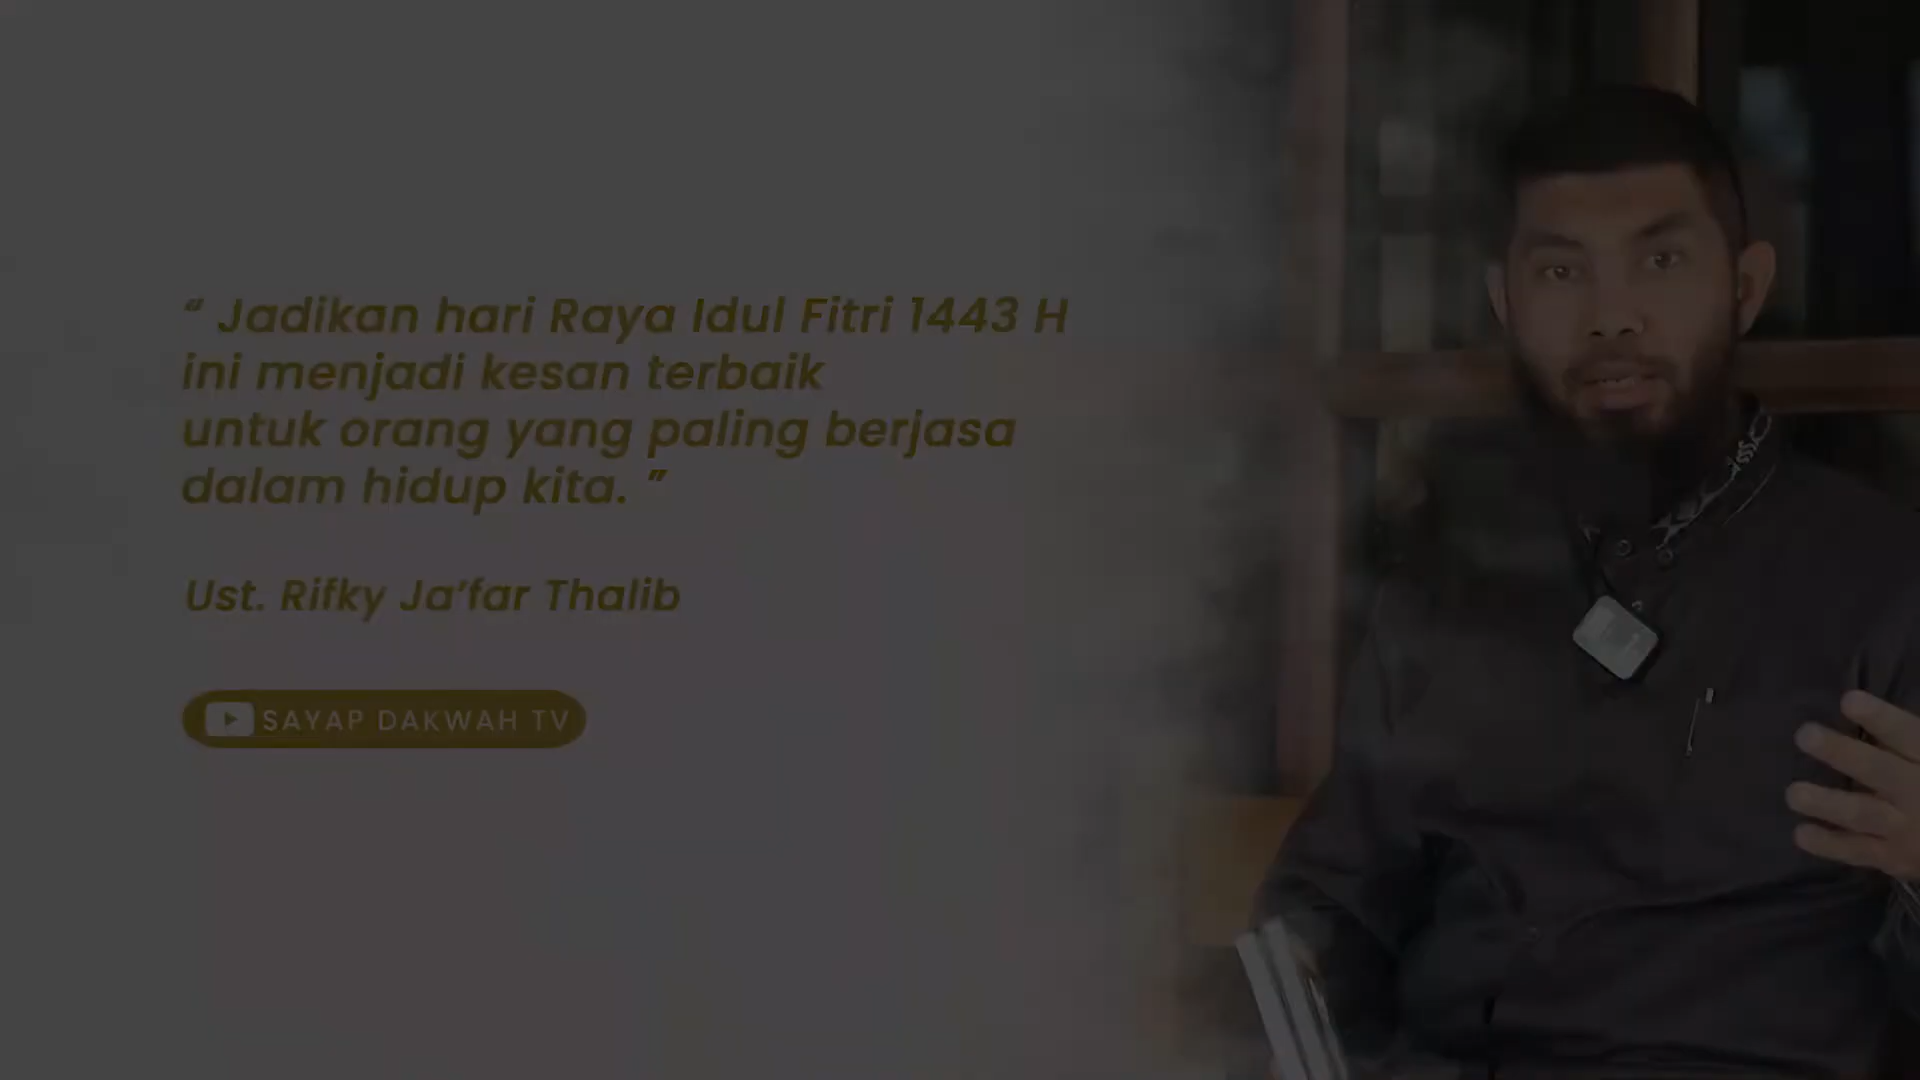 “ Jadikan hari Raya Idul Fitri 1443 H
ini menjadi kesan terbaik
untuk orang yang paling berjasa
dalam hidup kita. ”
Ust. Rifky Ja’far Thalib
SAYAP DAKWAH TV